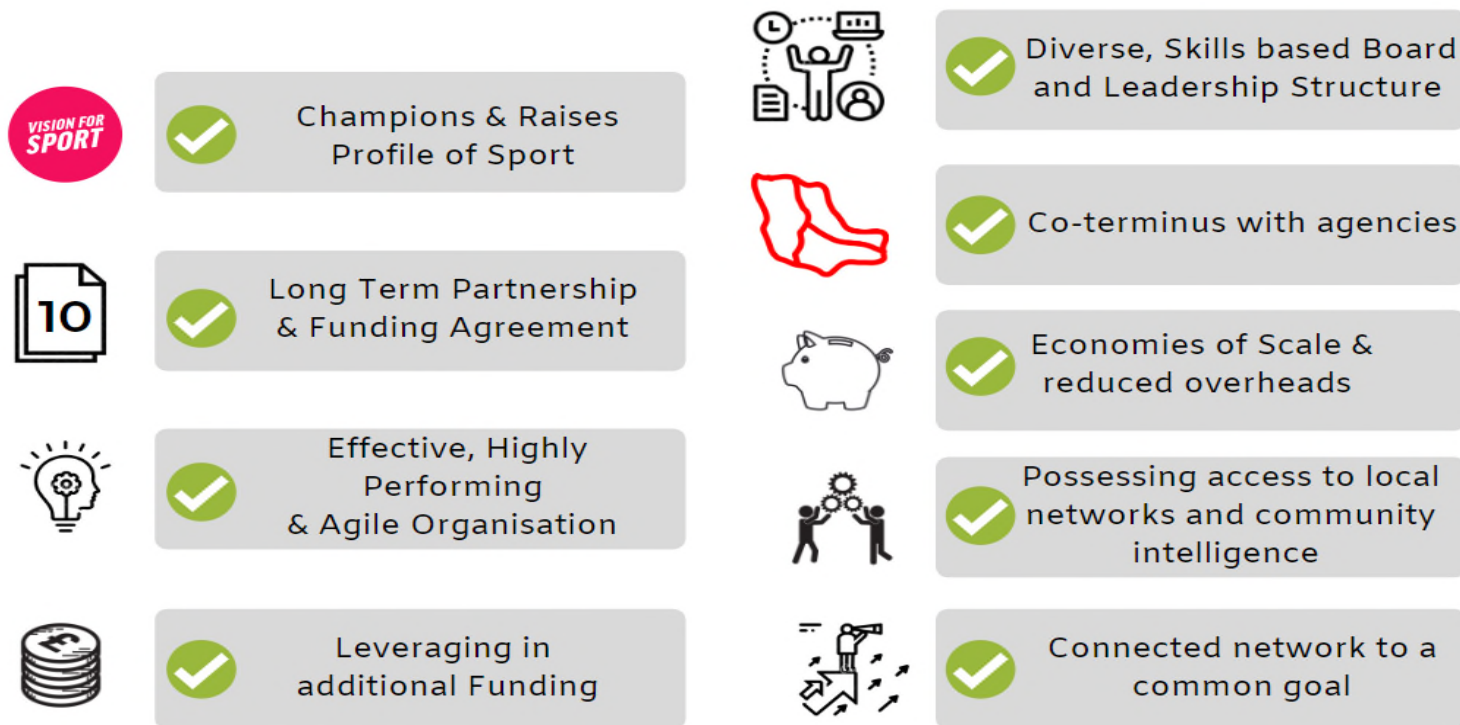 VISION FOR
SPORT
Champions & Raises
Profile of Sport
10
Long Term Partnership
& Funding Agreement
Effective, Highly
Performing
& Agile Organisation
£
Leveraging in
additional Funding
Diverse, Skills based Board
and Leadership Structure
Co-terminus with agencies
Economies of Scale &
reduced overheads
Possessing access to local
networks and community
intelligence
Connected network to a
common goal